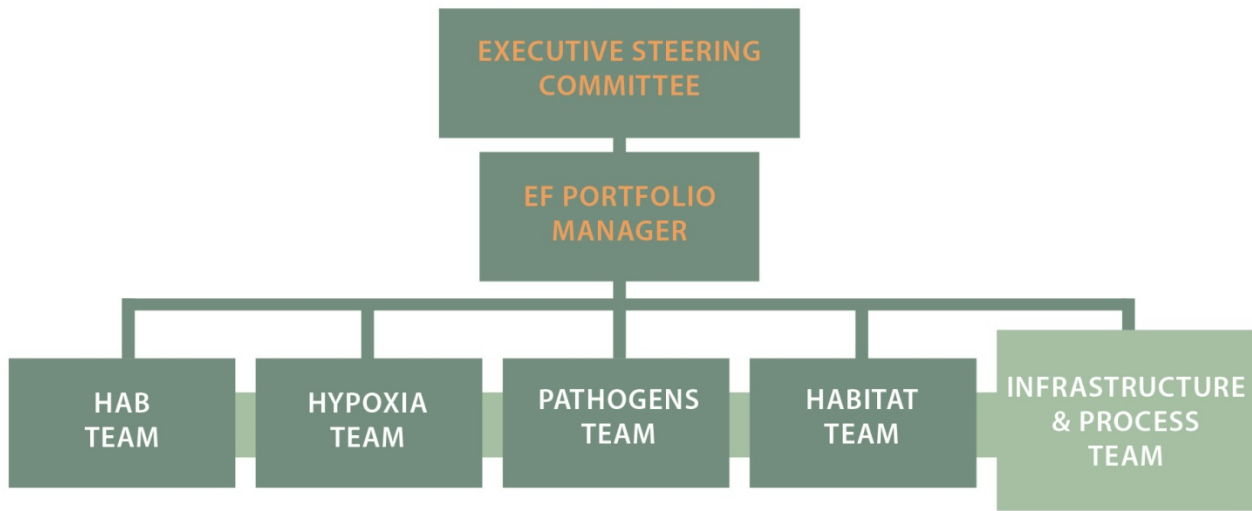 EXECUTIVE STEERING
COMMITTEE
EF PORTFOLIO
MANAGER
HAB
TEAM
HYPOXIA
TEAM
PATHOGENS
TEAM
HABITAT
TEAM
INFRASTRUCTURE
& PROCESS
TEAM